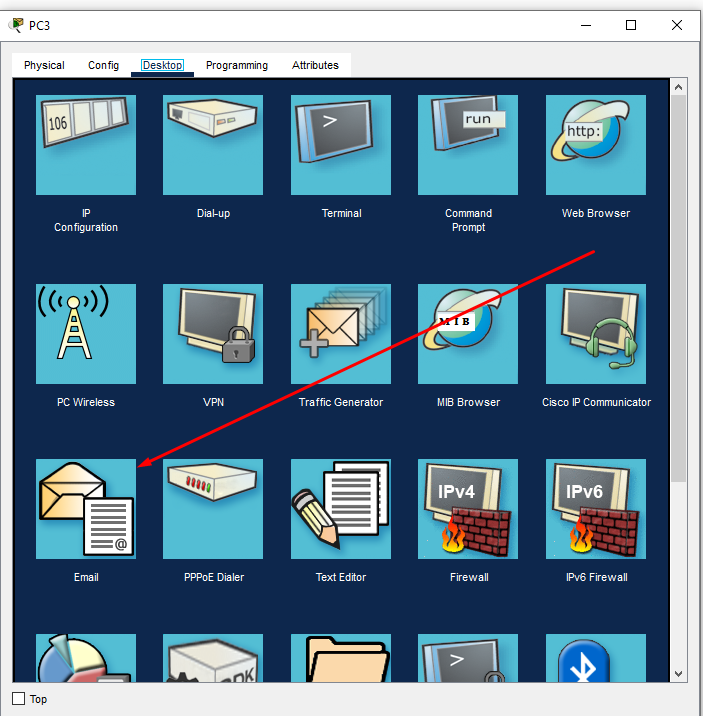 PC3
Physical Config Desktop Programming Attributes
106
>
run
http:
IP
Configuration
Dial-up
Terminal
Command
Prompt
Web Browser
MIB
PC Wireless
VPN
Traffic Generator
MIB Browser
Cisco IP Communicator
@
IPv4
IPv6
Email
PPPoE Dialer
Text Editor
Firewall
IPv6 Firewall
>
Top